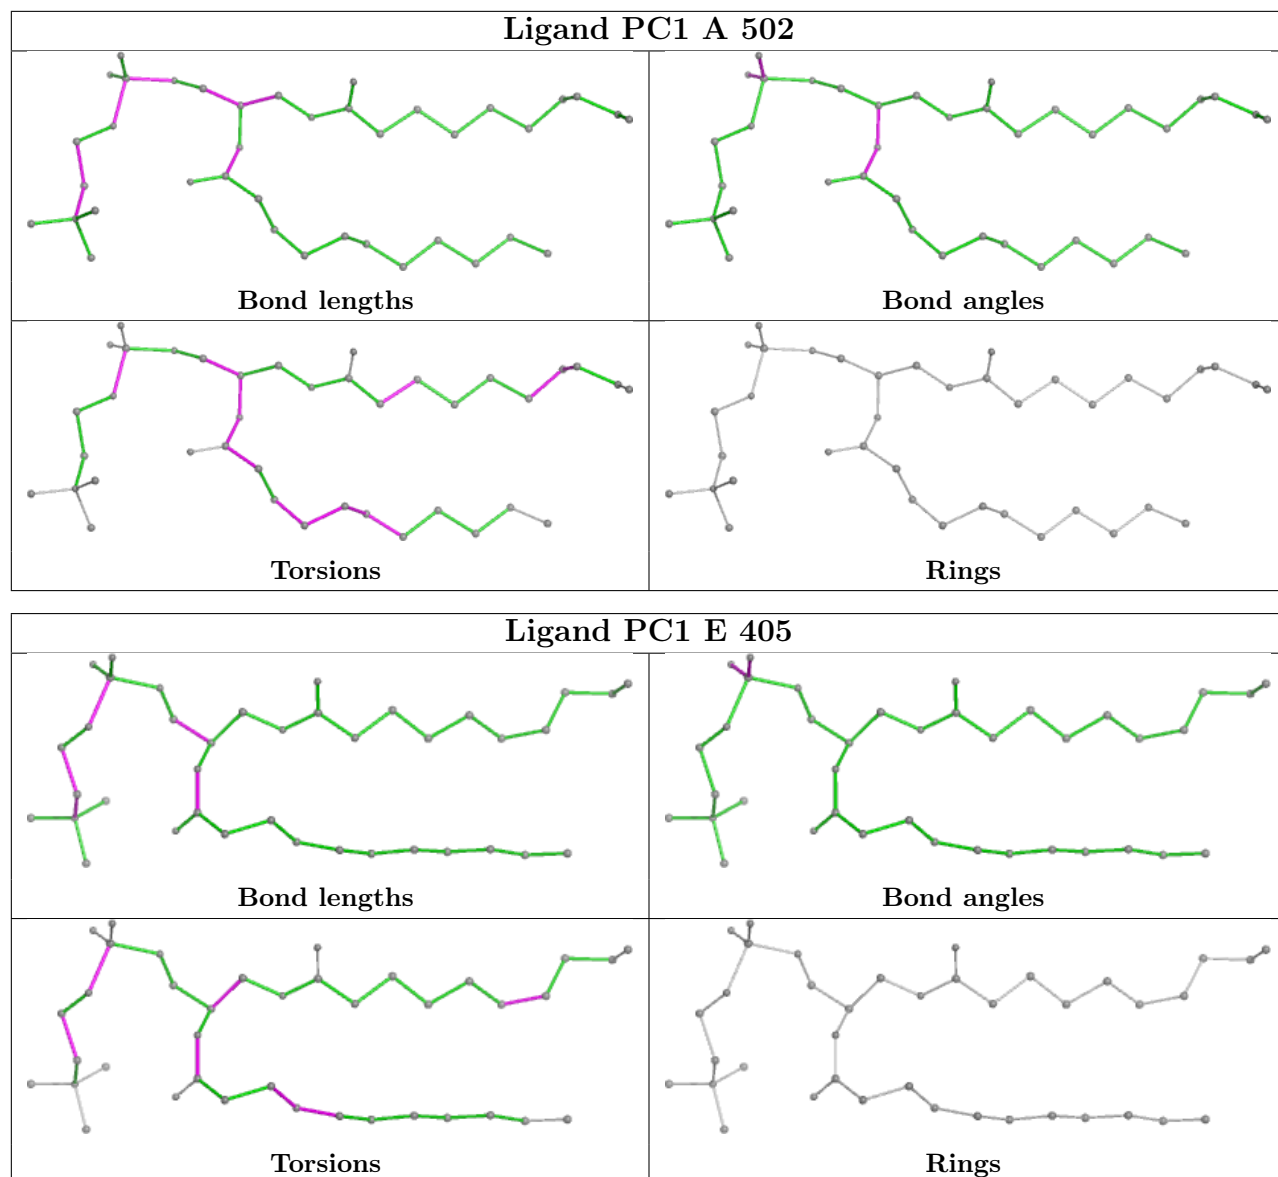 Ligand PC1 A 502
Bond lengths
Bond angles
Torsions
Rings
Ligand PC1 E 405
Bond lengths
Bond angles
Torsions
Rings